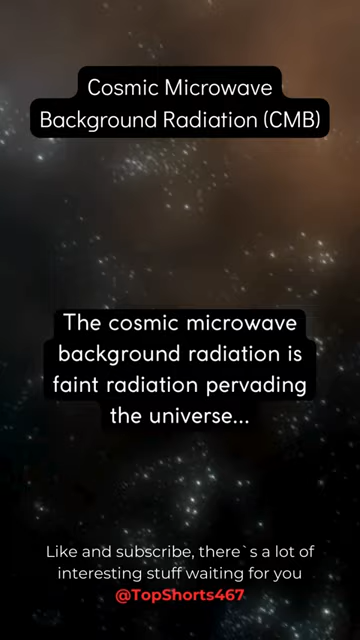 Cosmic Microwave
Background Radiation (CMB)
The cosmic microwave
background radiation is
faint radiation pervading
the universe...
Like and subscribe, there`s a lot of
interesting stuff waiting for you
@TopShorts467